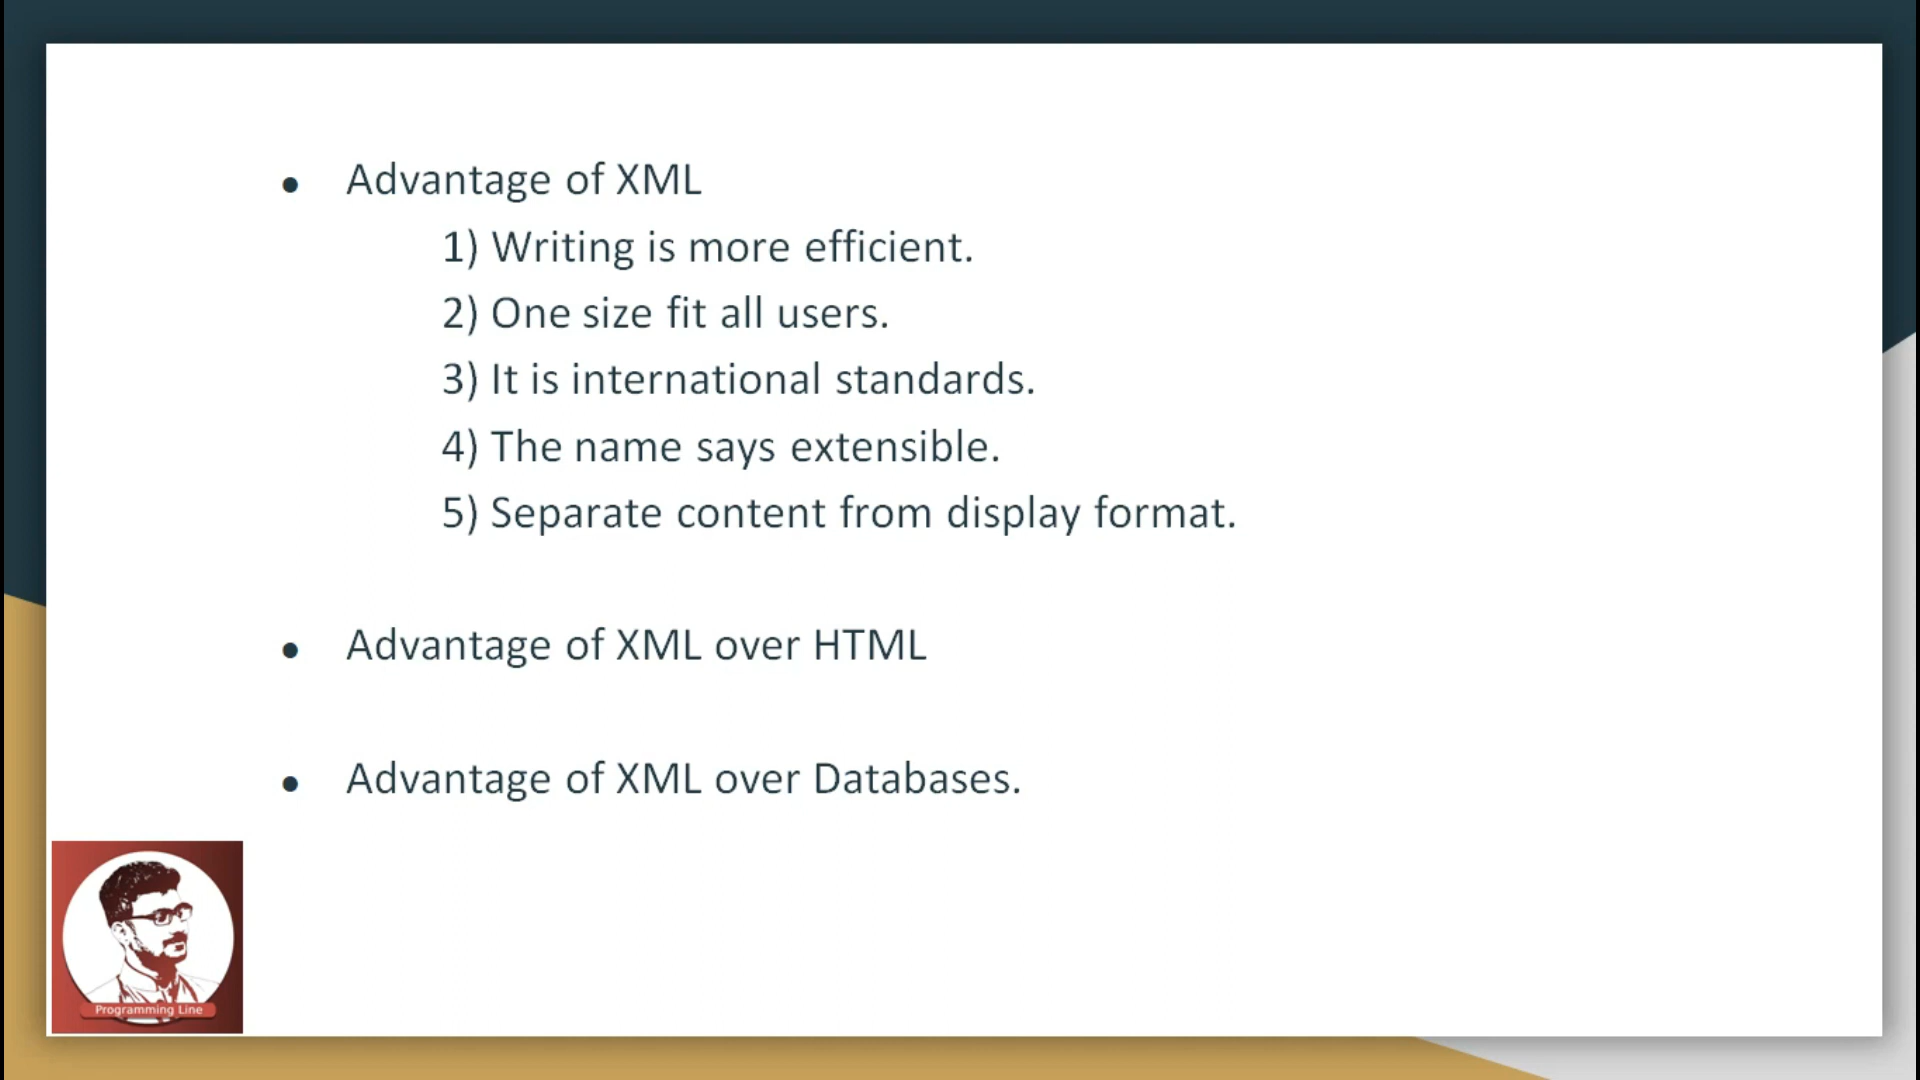 ● Advantage of XML
1) Writing is more efficient.
2) One size fit all users.
3) It is international standards.
4) The name says extensible.
5) Separate content from display format.
● Advantage of XML over HTML
● Advantage of XML over Databases.
Programming Line